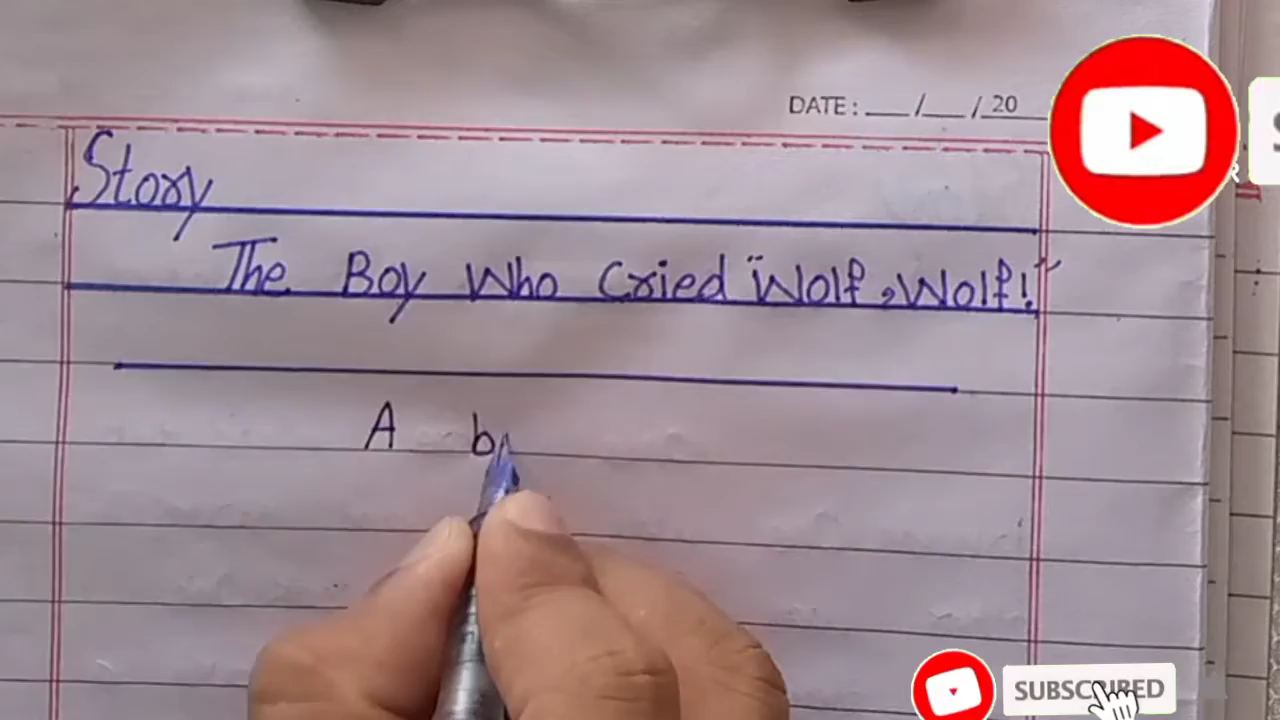 DATE: __/__/20
Story
The Boy Who Cried "Wolf, Wolf!"
A b
SUBSCRIBED